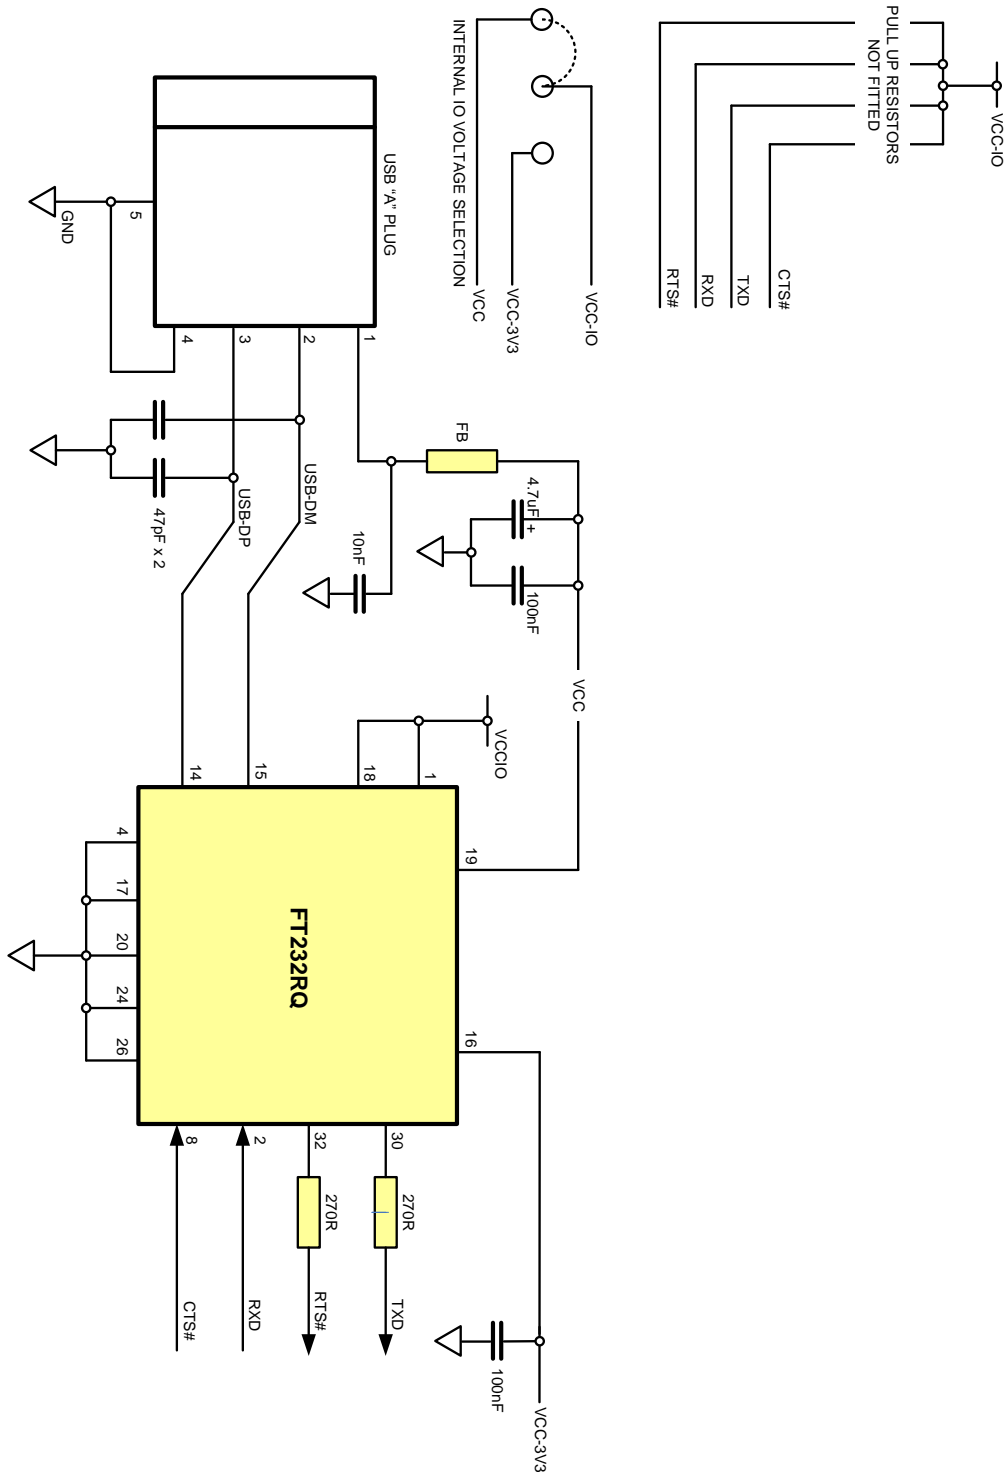 VCC-IO
PULL UP RESISTORS
NOT FITTED
CTS#
TXD
RXD
RTS#
INTERNAL IO VOLTAGE SELECTION
VCC-IO
VCC-3V3
VCC
USB "A" PLUG
5
GND
1
2
3
4
FB
4.7uF +
100nF
10nF
USB-DM
USB-DP
47pF x 2
VCC
VCCIO
1
18
15
14
19
16
FT232RQ
4
17
20
24
26
30
32
2
8
270R
270R
TXD
RTS#
RXD
CTS#
100nF
VCC-3V3